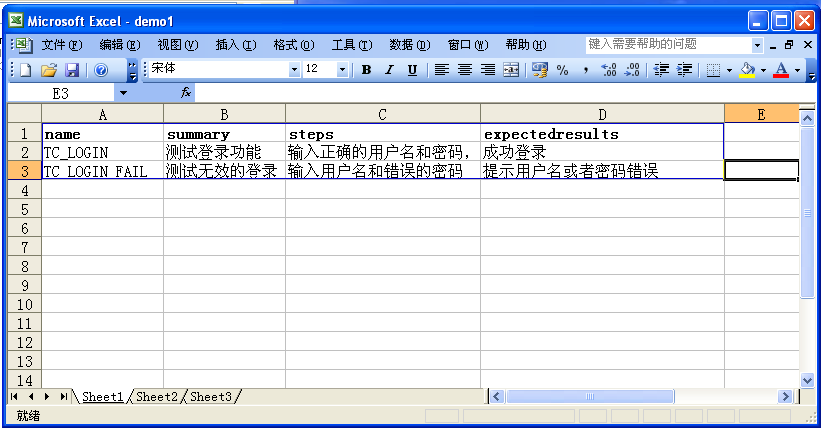 Microsoft Excel - demo1
文件(F) 编辑(E) 视图(V) 插入(I) 格式(O) 工具(T) 数据(D) 窗口(W) 帮助(H) 键入需要帮助的问题
宋体 12 B I U % ,
E3 fx
A B C D E
1 name summary steps expectedresults
2 TC_LOGIN 测试登录功能 输入正确的用户名和密码， 成功登录
3 TC_LOGIN_FAIL 测试无效的登录 输入用户名和错误的密码 提示用户名或者密码错误
4
5
6
7
8
9
10
11
12
13
14
Sheet1 Sheet2 Sheet3
就绪